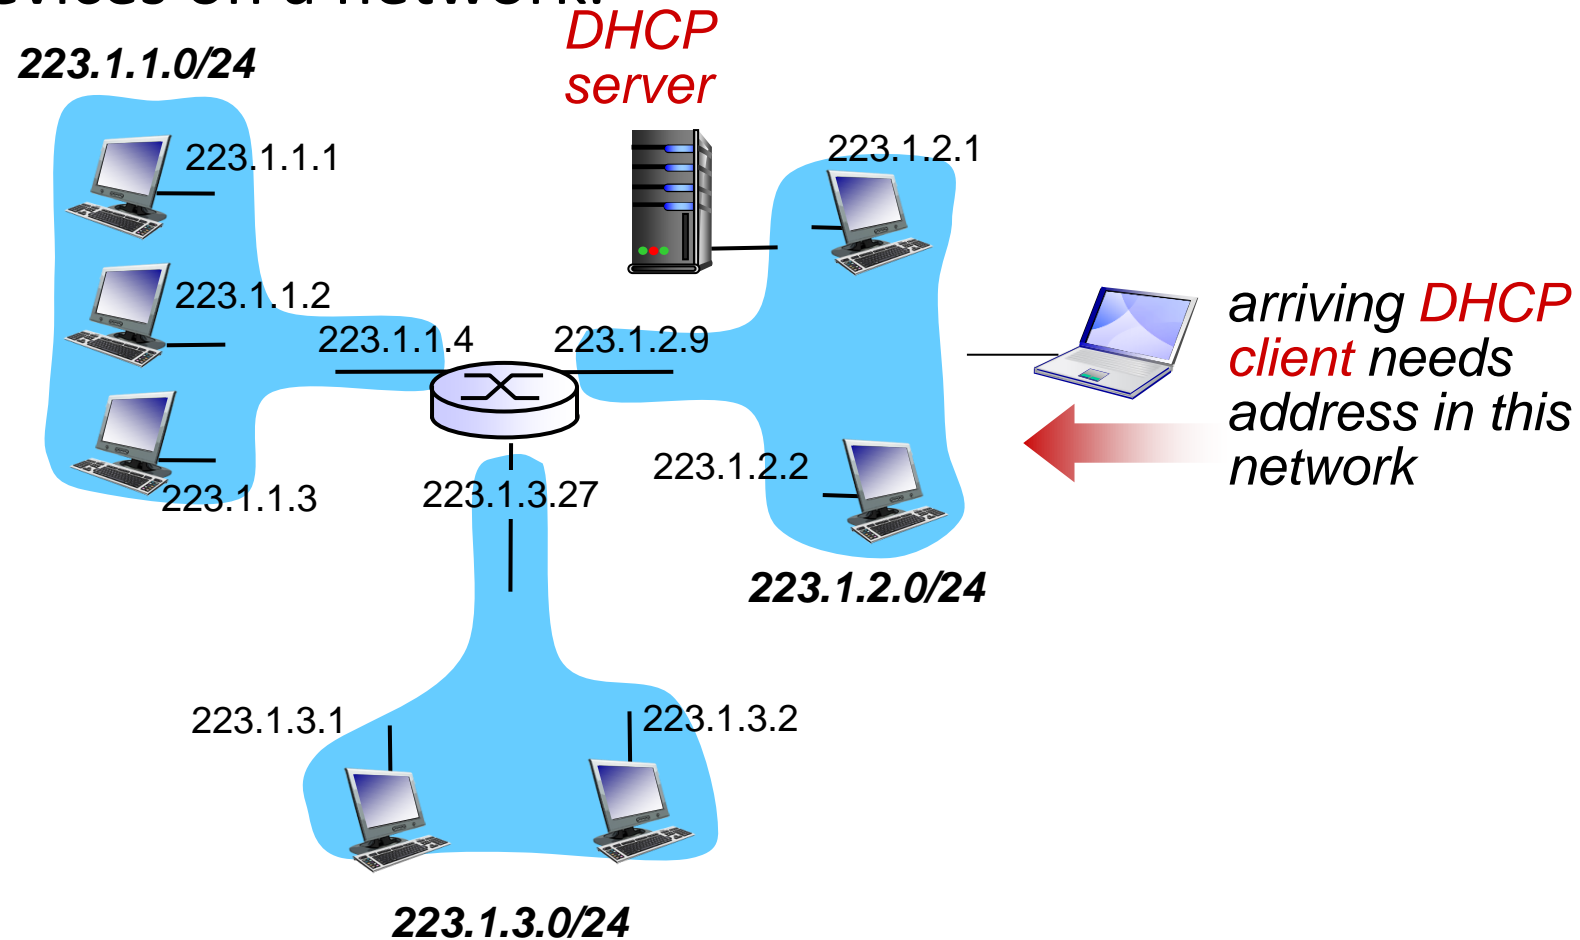 devices on a network.
DHCP
server
223.1.1.0/24
223.1.1.1
223.1.2.1
223.1.1.2
arriving DHCP
client needs
address in this
network
223.1.1.4
223.1.2.9
223.1.2.2
223.1.1.3
223.1.3.27
223.1.2.0/24
223.1.3.1
223.1.3.2
223.1.3.0/24